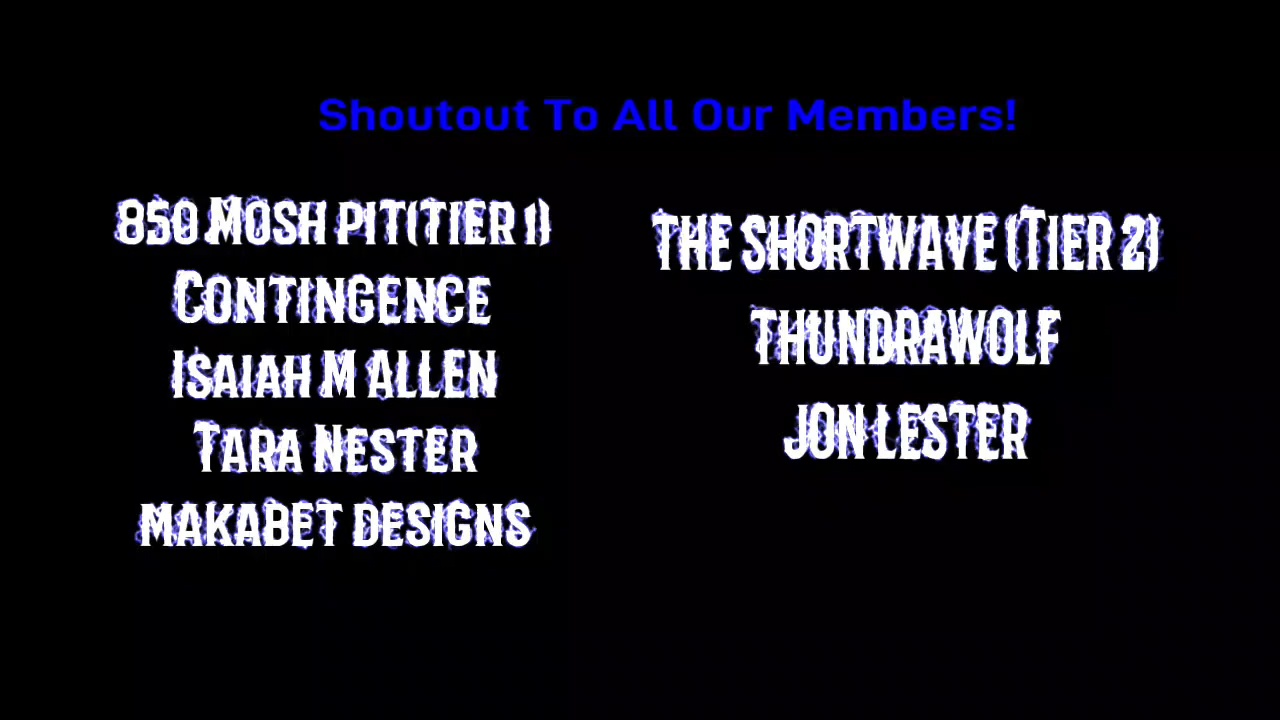 Shoutout To All Our Members!
850 Mosh pit(tier 1)
Contingence
Isaiah M Allen
Tara Nester
makabet designs
The shortwave (Tier 2)
Thundrawolf
Jon Lester